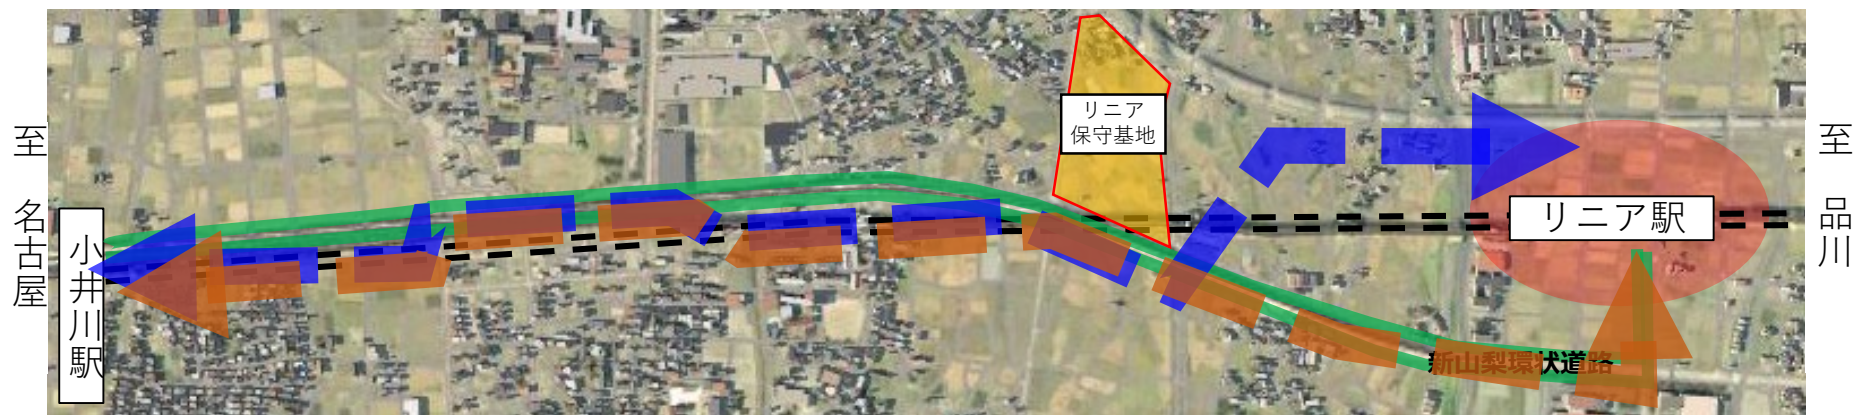 至 名古屋
小井川駅
リニア
保守基地
リニア駅
新山梨環状道路
至 品川